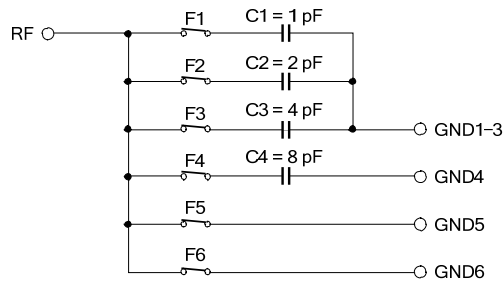 F1 C1 = 1 pF
RF
F2 C2 = 2 pF
F3 C3 = 4 pF
GND1–3
F4 C4 = 8 pF
GND4
F5
GND5
F6
GND6